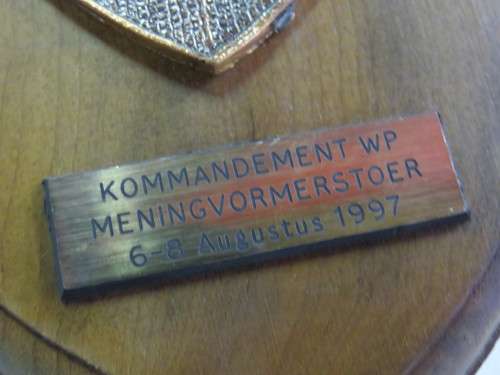 KOMMANDEMENT WP
MENINGVORMERSTOER
6-8 Augustus 1997